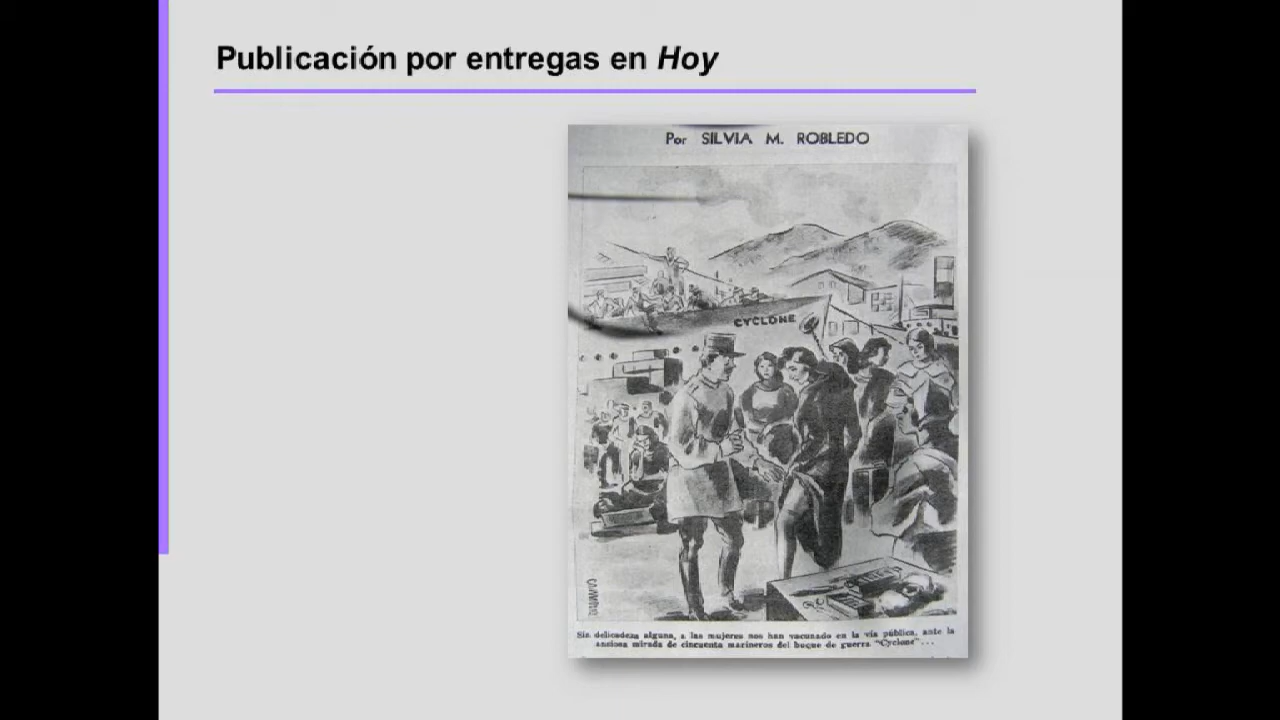 Publicación por entregas en Hoy
Por SILVIA M. ROBLEDO
CYCLONE
Sin delicadeza alguna, a las mujeres nos han vacunado en la vía pública, ante la
ansiosa mirada de cincuenta marineros del buque de guerra "Cyclone"...